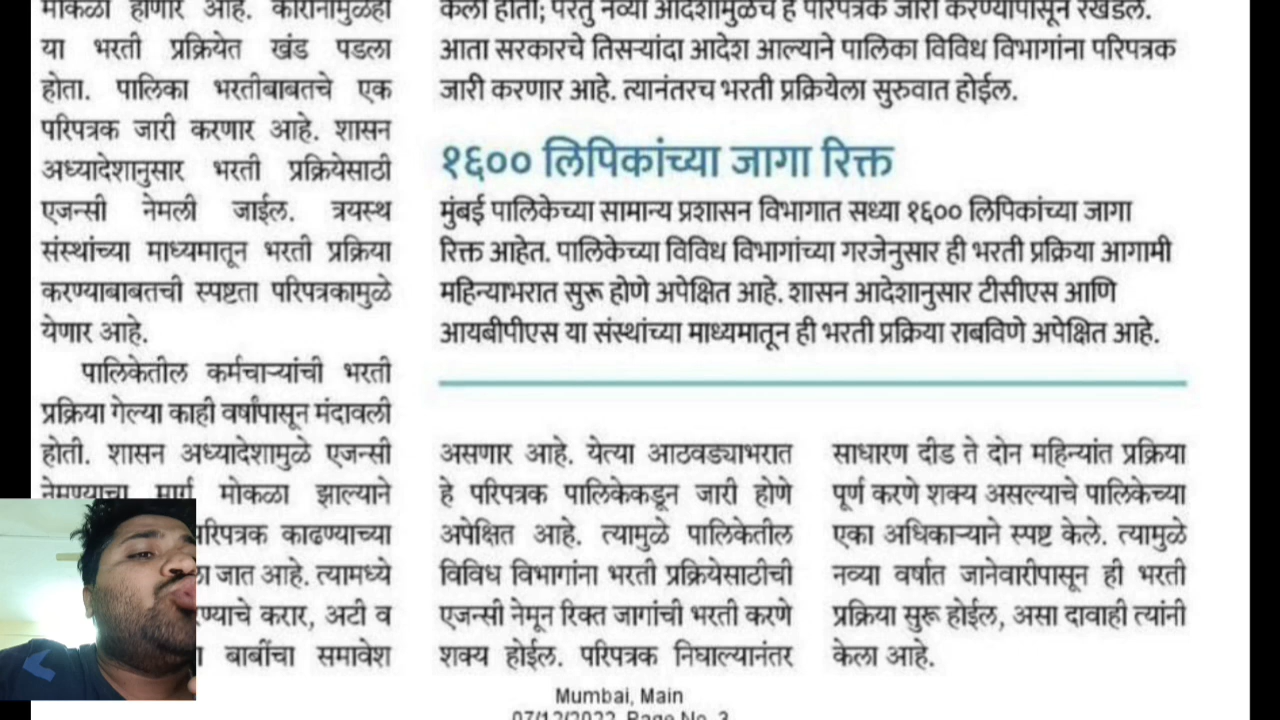 मोकळा होणार आहे. कोरोनामुळेही
या भरती प्रक्रियेत खंड पडला
होता. पालिका भरतीबाबतचे एक
परिपत्रक जारी करणार आहे. शासन
अध्यादेशानुसार भरती प्रक्रियेसाठी
एजन्सी नेमली जाईल. त्रयस्थ
संस्थांच्या माध्यमातून भरती प्रक्रिया
करण्याबाबतची स्पष्टता परिपत्रकामुळे
येणार आहे.
पालिकेतील कर्मचाऱ्यांची भरती
प्रक्रिया गेल्या काही वर्षांपासून मंदावली
होती. शासन अध्यादेशामुळे एजन्सी
नेमण्याचा मार्ग मोकळा झाल्याने
परिपत्रक काढण्याच्या
जात आहे. त्यामध्ये
करार, अटी व
बाबींचा समावेश
केली होती; परंतु नव्या आदेशामुळेच हे परिपत्रक जारी करण्यापासून रखडले.
आता सरकारचे तिसऱ्यांदा आदेश आल्याने पालिका विविध विभागांना परिपत्रक
जारी करणार आहे. त्यानंतरच भरती प्रक्रियेला सुरुवात होईल.
१६०० लिपिकांच्या जागा रिक्त
मुंबई पालिकेच्या सामान्य प्रशासन विभागात सध्या १६०० लिपिकांच्या जागा
रिक्त आहेत. पालिकेच्या विविध विभागांच्या गरजेनुसार ही भरती प्रक्रिया आगामी
महिन्याभरात सुरू होणे अपेक्षित आहे. शासन आदेशानुसार टीसीएस आणि
आयबीपीएस या संस्थांच्या माध्यमातून ही भरती प्रक्रिया राबविणे अपेक्षित आहे.
असणार आहे. येत्या आठवड्याभरात
हे परिपत्रक पालिकेकडून जारी होणे
अपेक्षित आहे. त्यामुळे पालिकेतील
विविध विभागांना भरती प्रक्रियेसाठीची
एजन्सी नेमून रिक्त जागांची भरती करणे
शक्य होईल. परिपत्रक निघाल्यानंतर
साधारण दीड ते दोन महिन्यांत प्रक्रिया
पूर्ण करणे शक्य असल्याचे पालिकेच्या
एका अधिकाऱ्याने स्पष्ट केले. त्यामुळे
नव्या वर्षात जानेवारीपासून ही भरती
प्रक्रिया सुरू होईल, असा दावाही त्यांनी
केला आहे.
Mumbai, Main
07/12/2022, Page No. 3